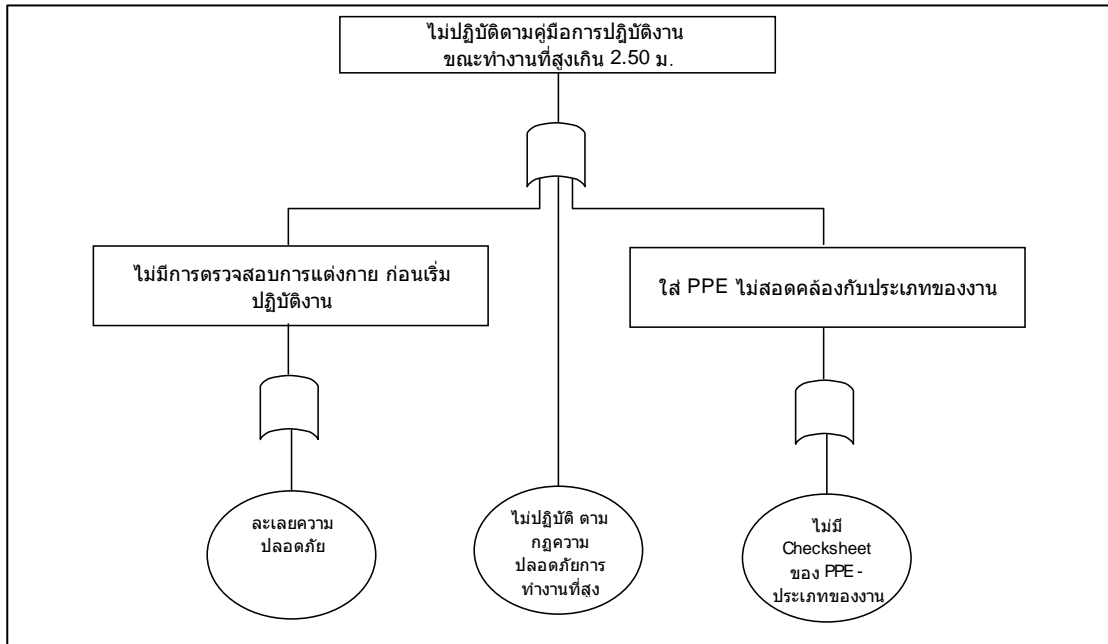 ไม่ปฏิบัติตามคู่มือการปฎิบัติงาน
ขณะทำงานที่สูงเกิน 2.50 ม.
ไม่มีการตรวจสอบการแต่งกาย ก่อนเริ่ม
ปฏิบัติงาน
ใส่ PPE ไม่สอดคล้องกับประเภทของงาน
ละเลยความ
ปลอดภัย
ไม่ปฏิบัติ ตาม
กฏความ
ปลอดภัยการ
ทำงานที่สูง
ไม่มี
Checksheet
ของ PPE -
ประเภทของงาน